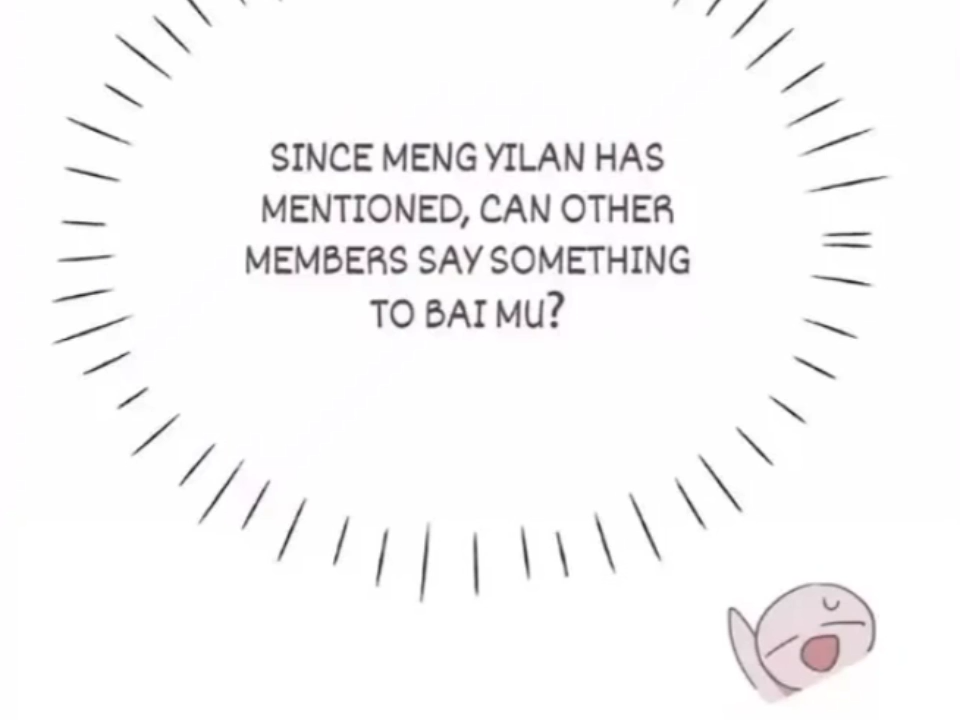 SINCE MENG YILAN HAS
MENTIONED, CAN OTHER
MEMBERS SAY SOMETHING
TO BAI MU?